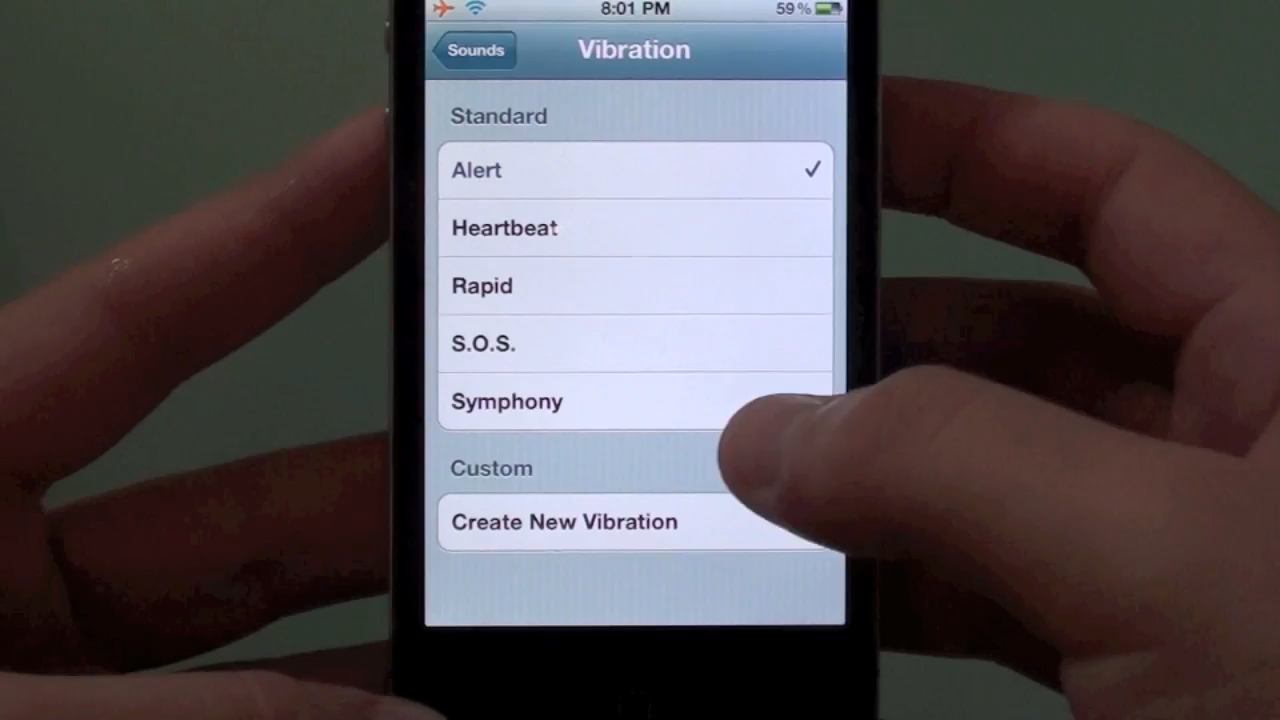 8:01 PM 59%
Sounds Vibration
Standard
Alert
Heartbeat
Rapid
S.O.S.
Symphony
Custom
Create New Vibration